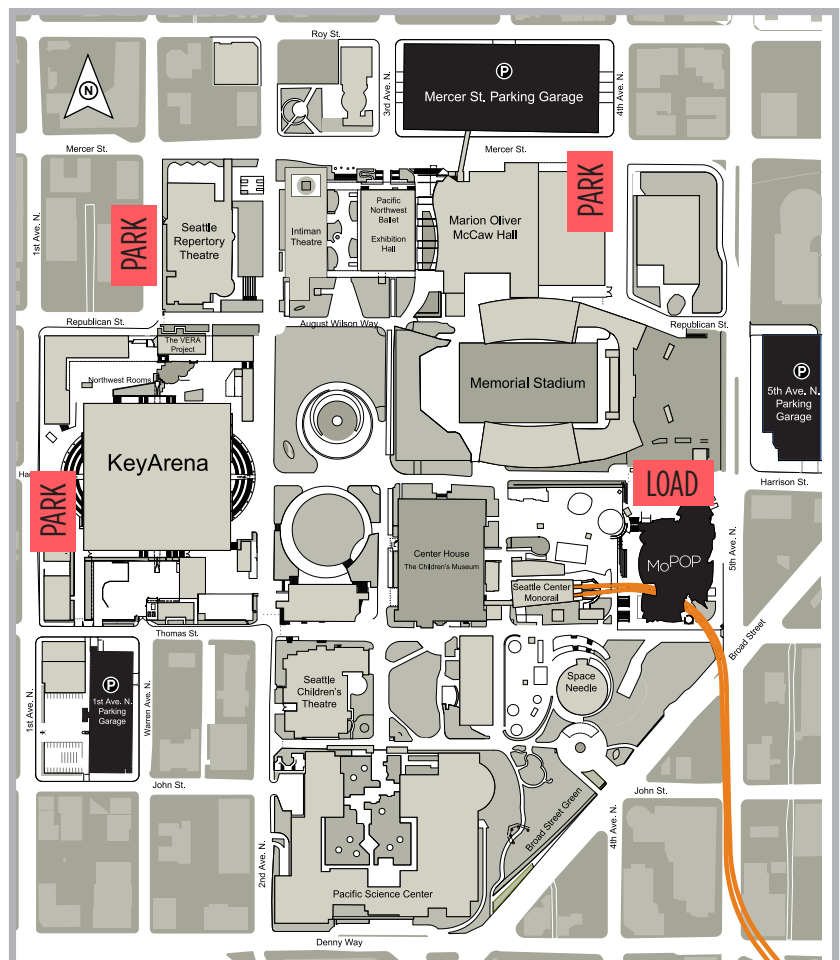 Roy St.
3rd Ave. N.
P
Mercer St. Parking Garage
4th Ave. N.
N
Mercer St.
Mercer St.
1st Ave. N.
PARK
Seattle
Repertory
Theatre
Intiman
Theatre
Pacific
Northwest
Ballet
Exhibition
Hall
Marion Oliver
McCaw Hall
PARK
Republican St.
August Wilson Way
Republican St.
The VERA
Project
Northwest Rooms
Memorial Stadium
P
5th Ave. N.
Parking
Garage
KeyArena
Ha
PARK
LOAD
Harrison St.
Center House
The Children's Museum
MoPOP
5th Ave. N.
Seattle Center
Monorail
Thomas St.
Broad Street
1st Ave. N.
P
1st Ave. N.
Parking
Garage
Warren Ave. N.
Seattle
Children's
Theatre
Space
Needle
John St.
John St.
2nd Ave. N.
Broad Street Green
4th Ave. N.
Pacific Science Center
Denny Way